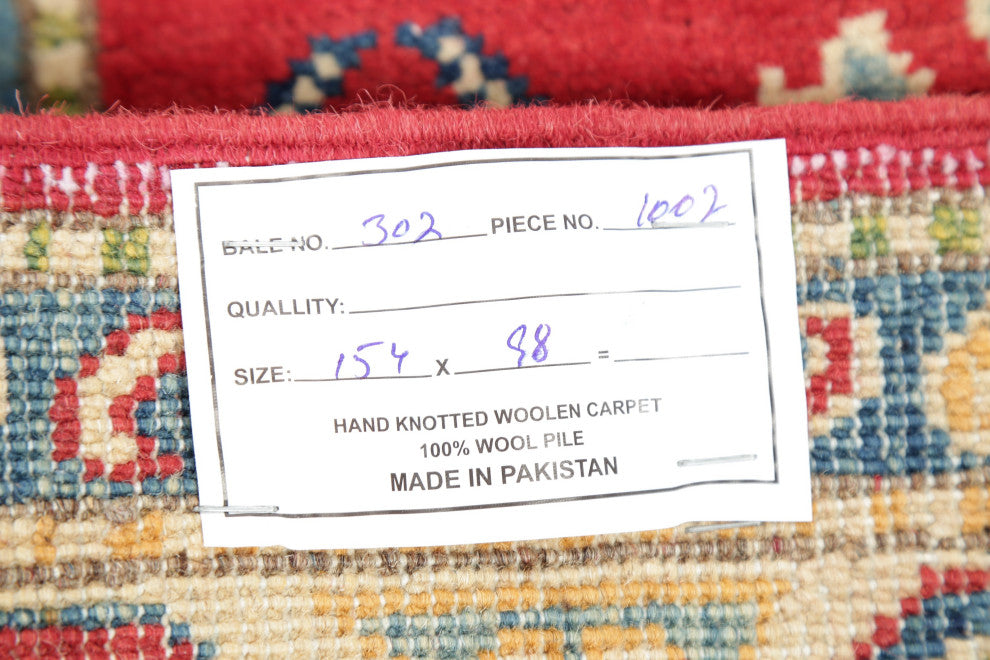 BALE NO. 302 PIECE NO. 1002
QUALLITY:
SIZE: 154 X 98 =
HAND KNOTTED WOOLEN CARPET
100% WOOL PILE
MADE IN PAKISTAN